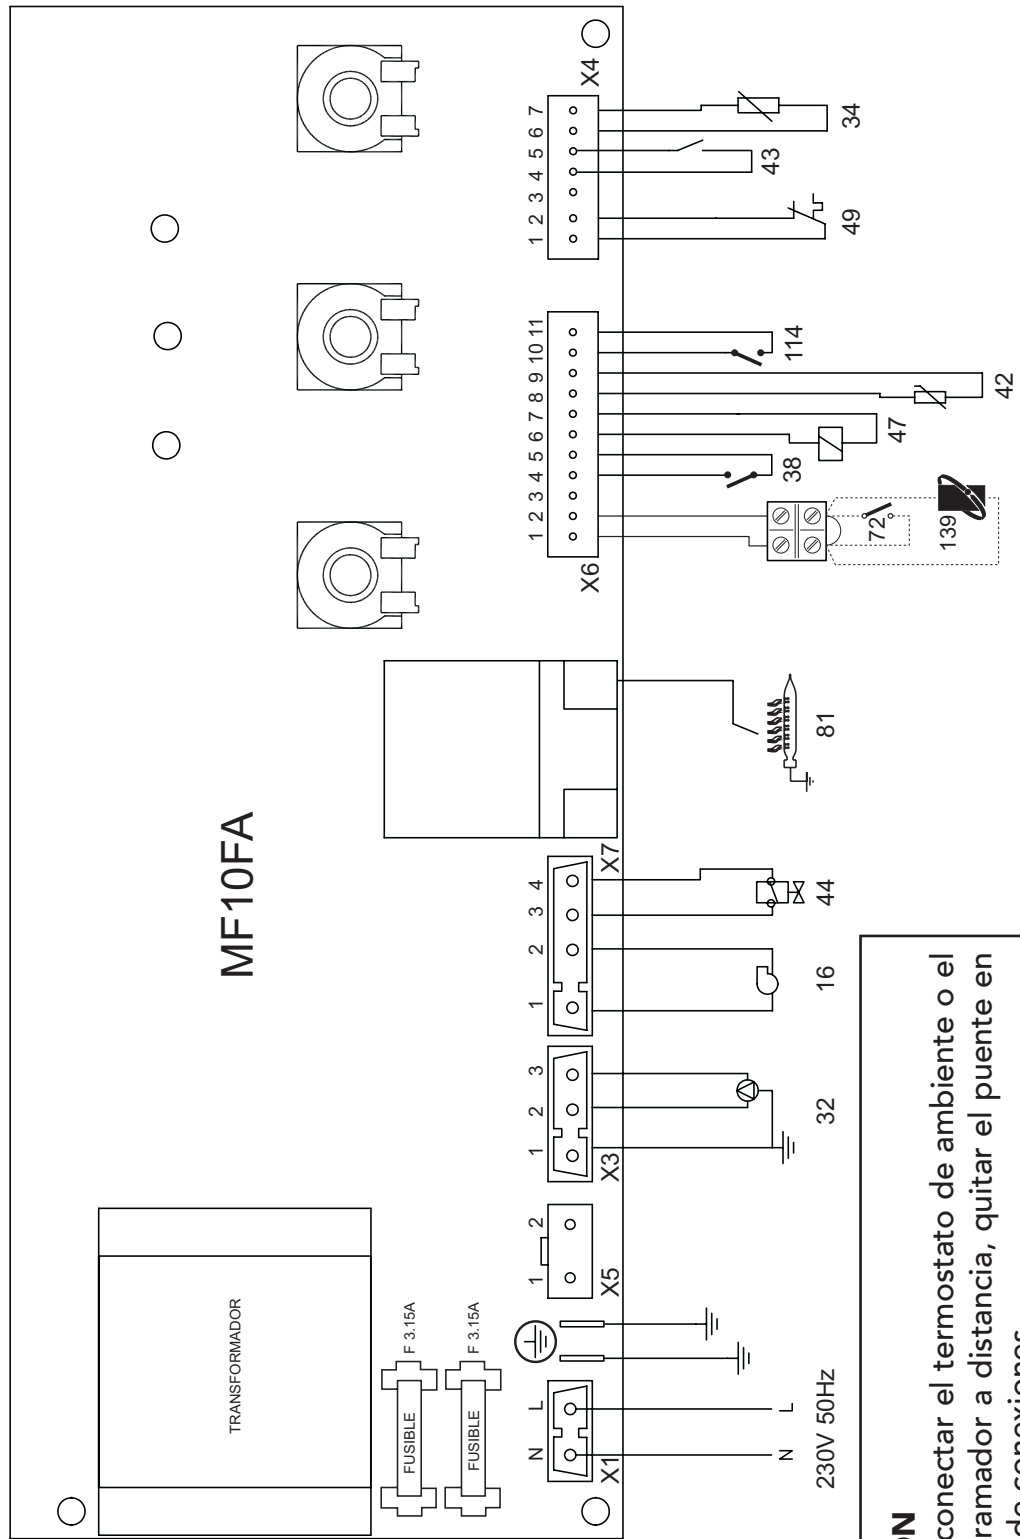 MF10FA
TRANSFORMADOR
FUSIBLE
F 3.15A
FUSIBLE
F 3.15A
N L
X1
1 2
X5
1 2 3
X3
1 2 3 4
X7
1 2 3 4 5 6 7 8 9 10 11
X6
1 2 3 4 5 6 7
X4
N L
230V 50Hz
32
16
44
81
72
139
38
47
42
114
49
43
34
conectar el termostato de ambiente o el
ramador a distancia, quitar el puente en
de conexiones